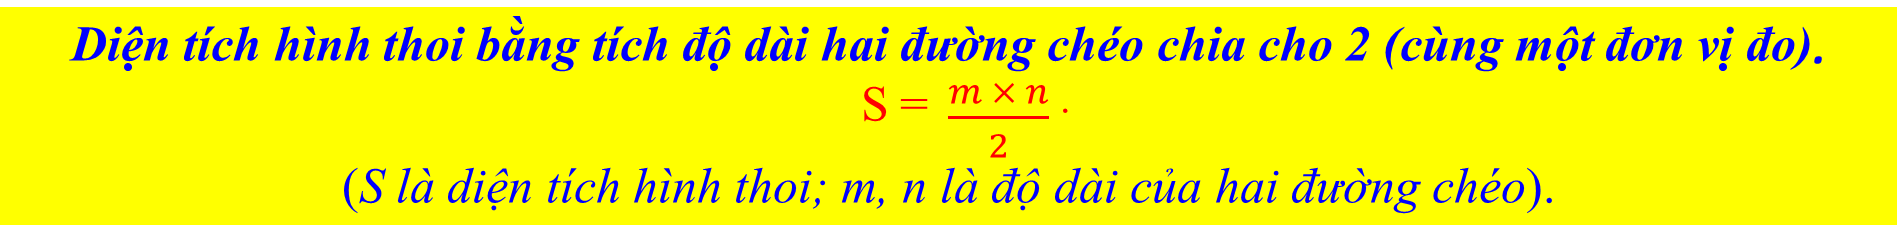 Diện tích hình thoi bằng tích độ dài hai đường chéo chia cho 2 (cùng một đơn vị đo).
S = \frac{m × n}{2} .
(S là diện tích hình thoi; m, n là độ dài của hai đường chéo).